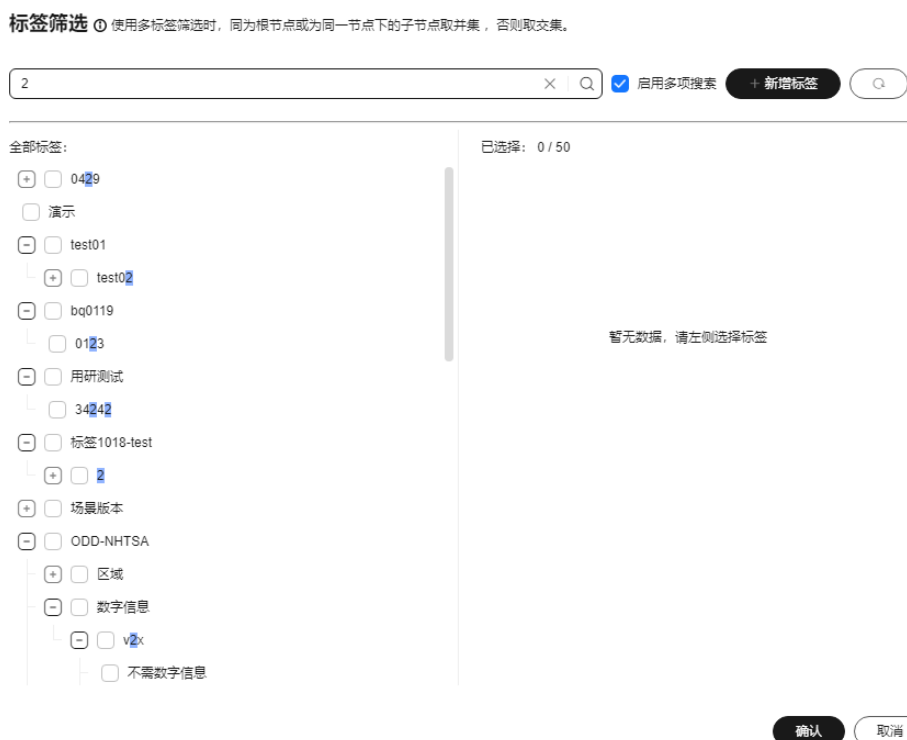 标签筛选 使用多标签筛选时，同为根节点或为同一节点下的子节点取并集，否则取交集。
2 启用多项搜索 + 新增标签
全部标签：
已选择： 0 / 50
0429
演示
test01
test02
bq0119
0123
暂无数据，请左侧选择标签
用研测试
34242
标签1018-test
2
场景版本
ODD-NHTSA
区域
数字信息
v2x
不需数字信息
确认 取消